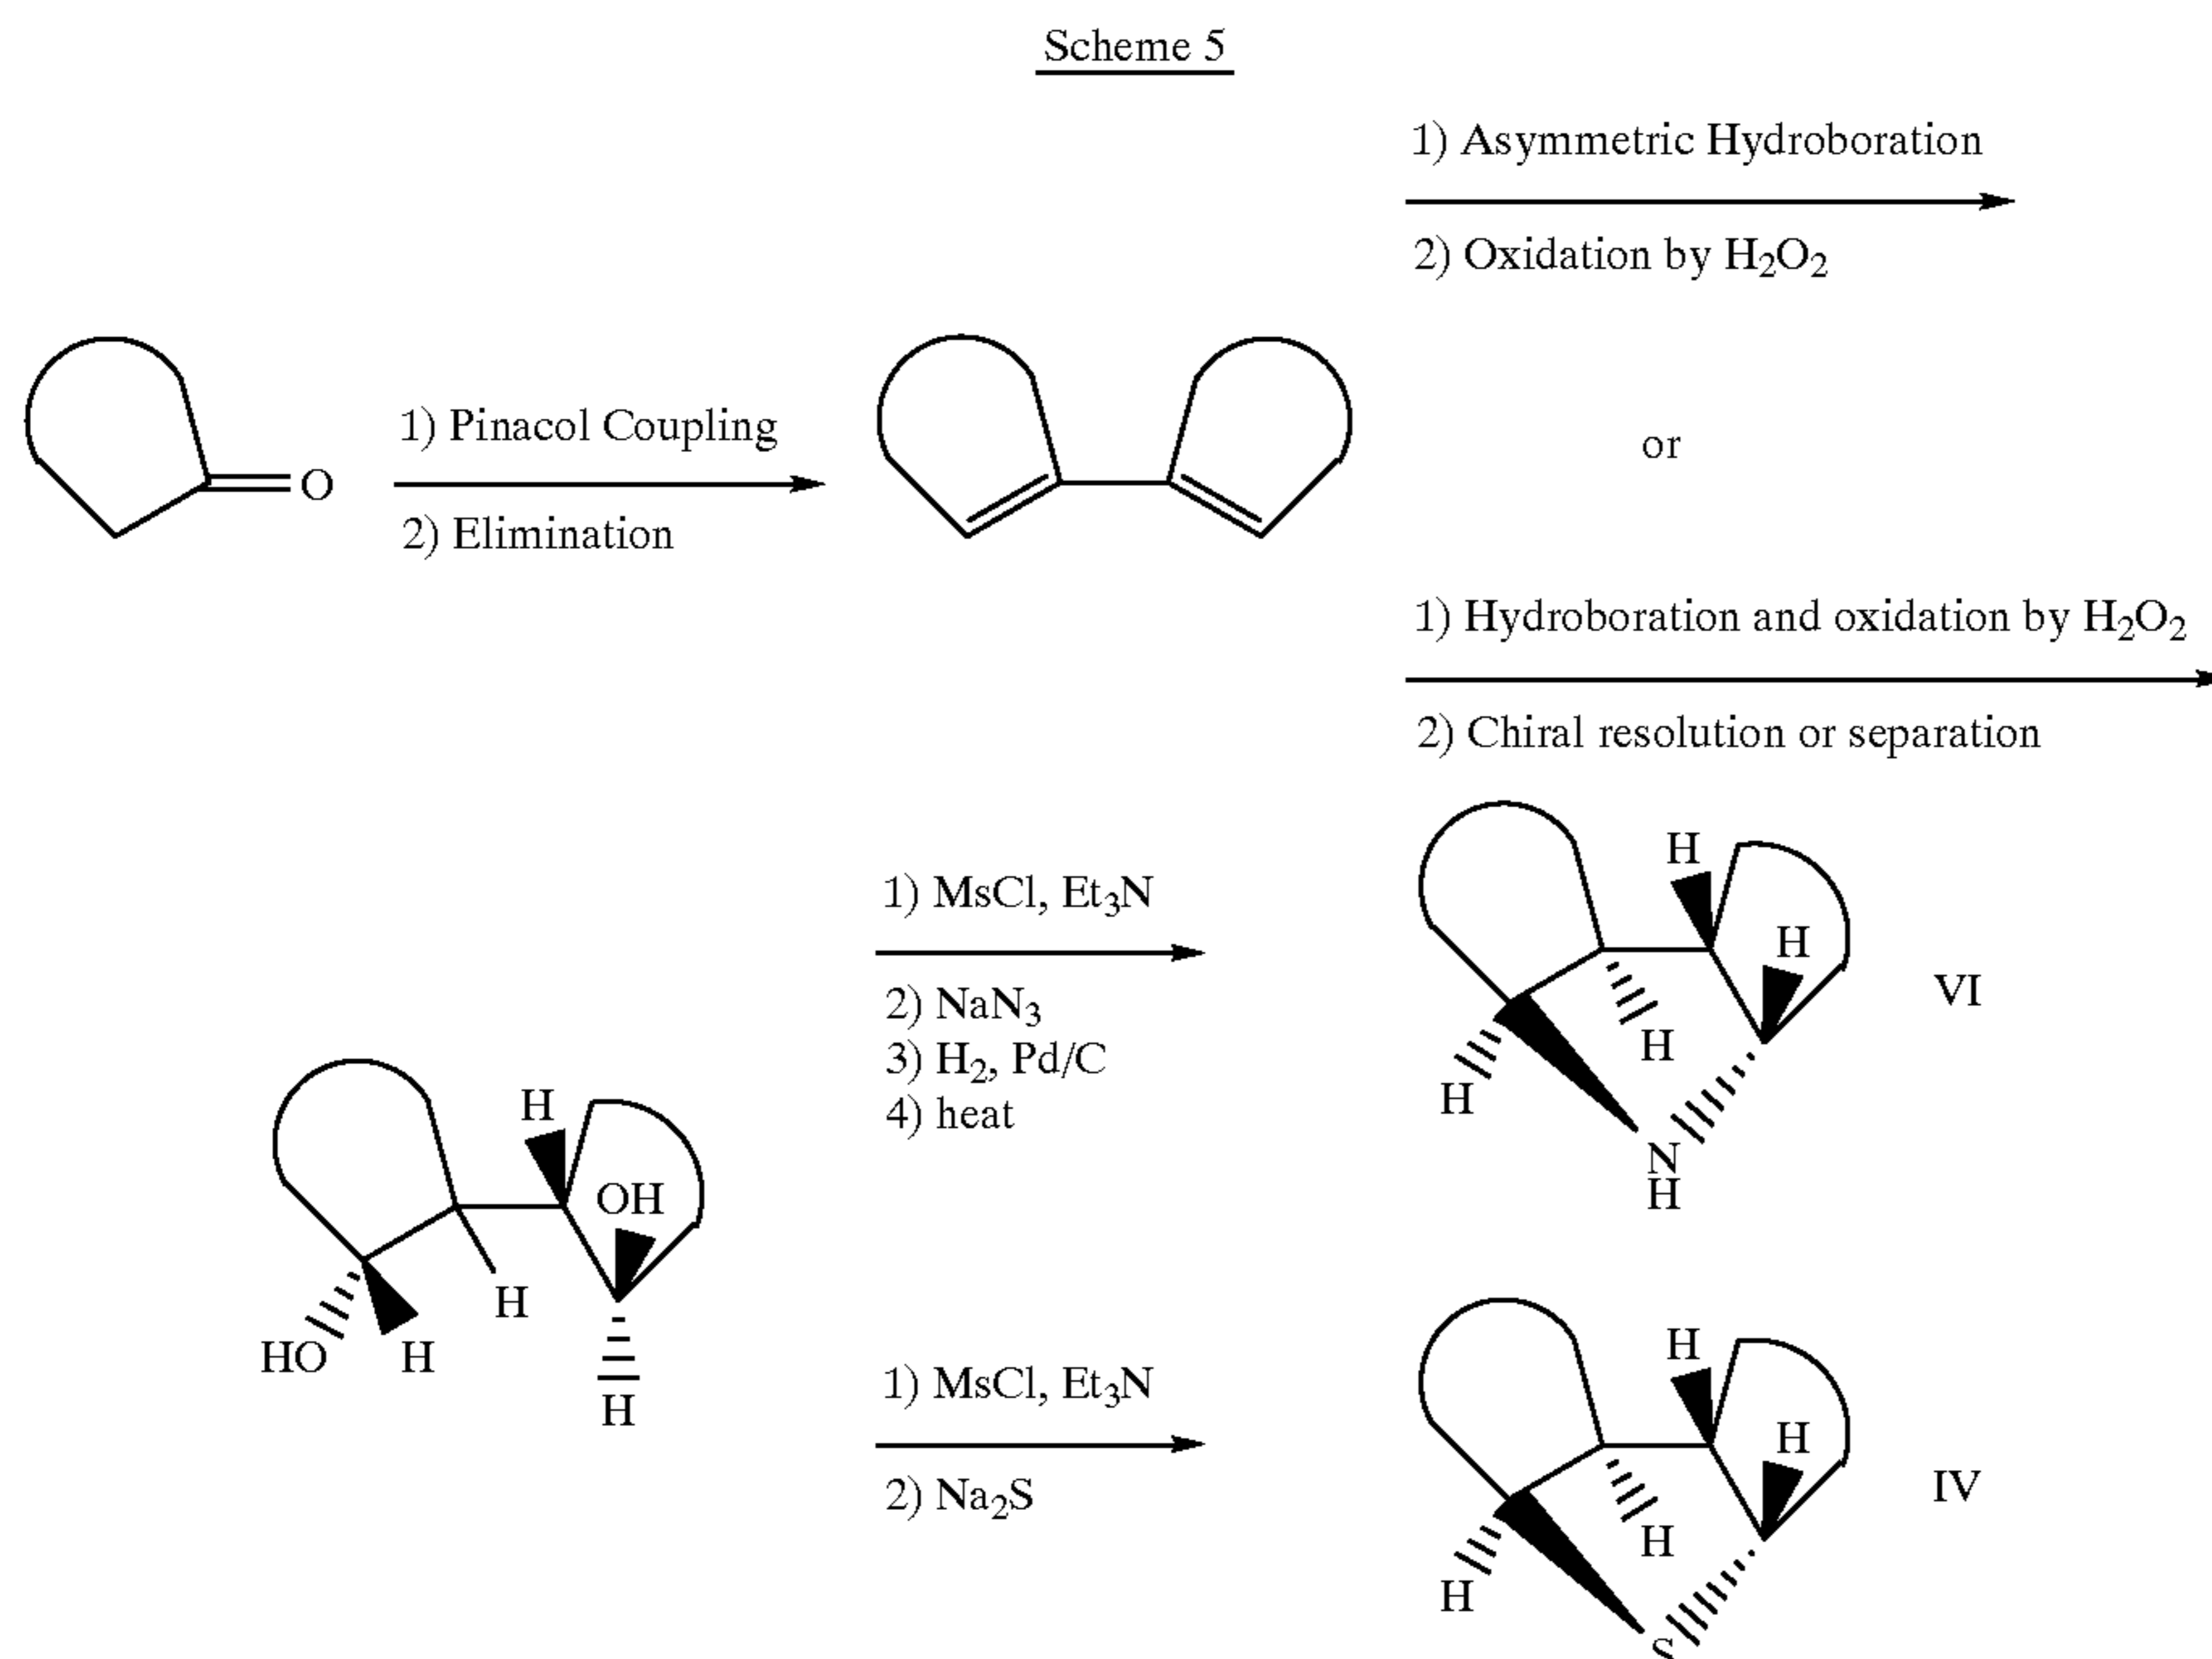 Scheme 5
1) Asymmetric Hydroboration
2) Oxidation by H₂O₂
O
1) Pinacol Coupling
2) Elimination
or
1) Hydroboration and oxidation by H₂O₂
2) Chiral resolution or separation
H
OH
H
HO
H
H
1) MsCl, Et₃N
2) NaN₃
3) H₂, Pd/C
4) heat
H
H
H
H
N
H
VI
1) MsCl, Et₃N
2) Na₂S
H
H
H
H
S
IV